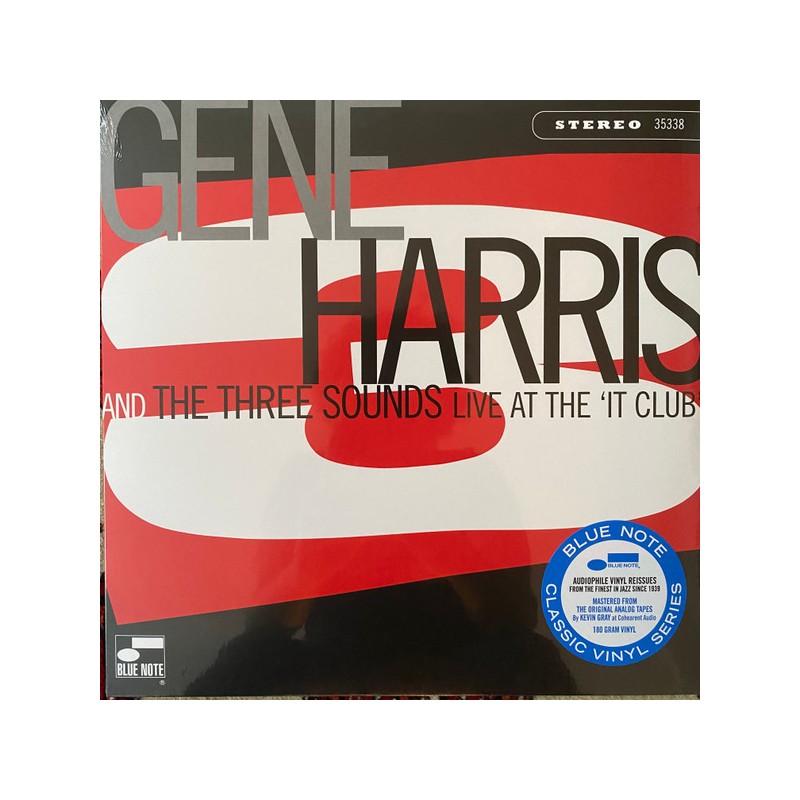 GENE
STEREO 35338
HARRIS
AND THE THREE SOUNDS LIVE AT THE 'IT CLUB
BLUE NOTE
BLUE NOTE
AUDIOPHILE VINYL REISSUES
FROM THE FINEST IN JAZZ SINCE 1939
MASTERED FROM
THE ORIGINAL ANALOG TAPES
By KEVIN GRAY at Cohearent Audio
180 GRAM VINYL
CLASSIC VINYL SERIES
BLUE NOTE
®